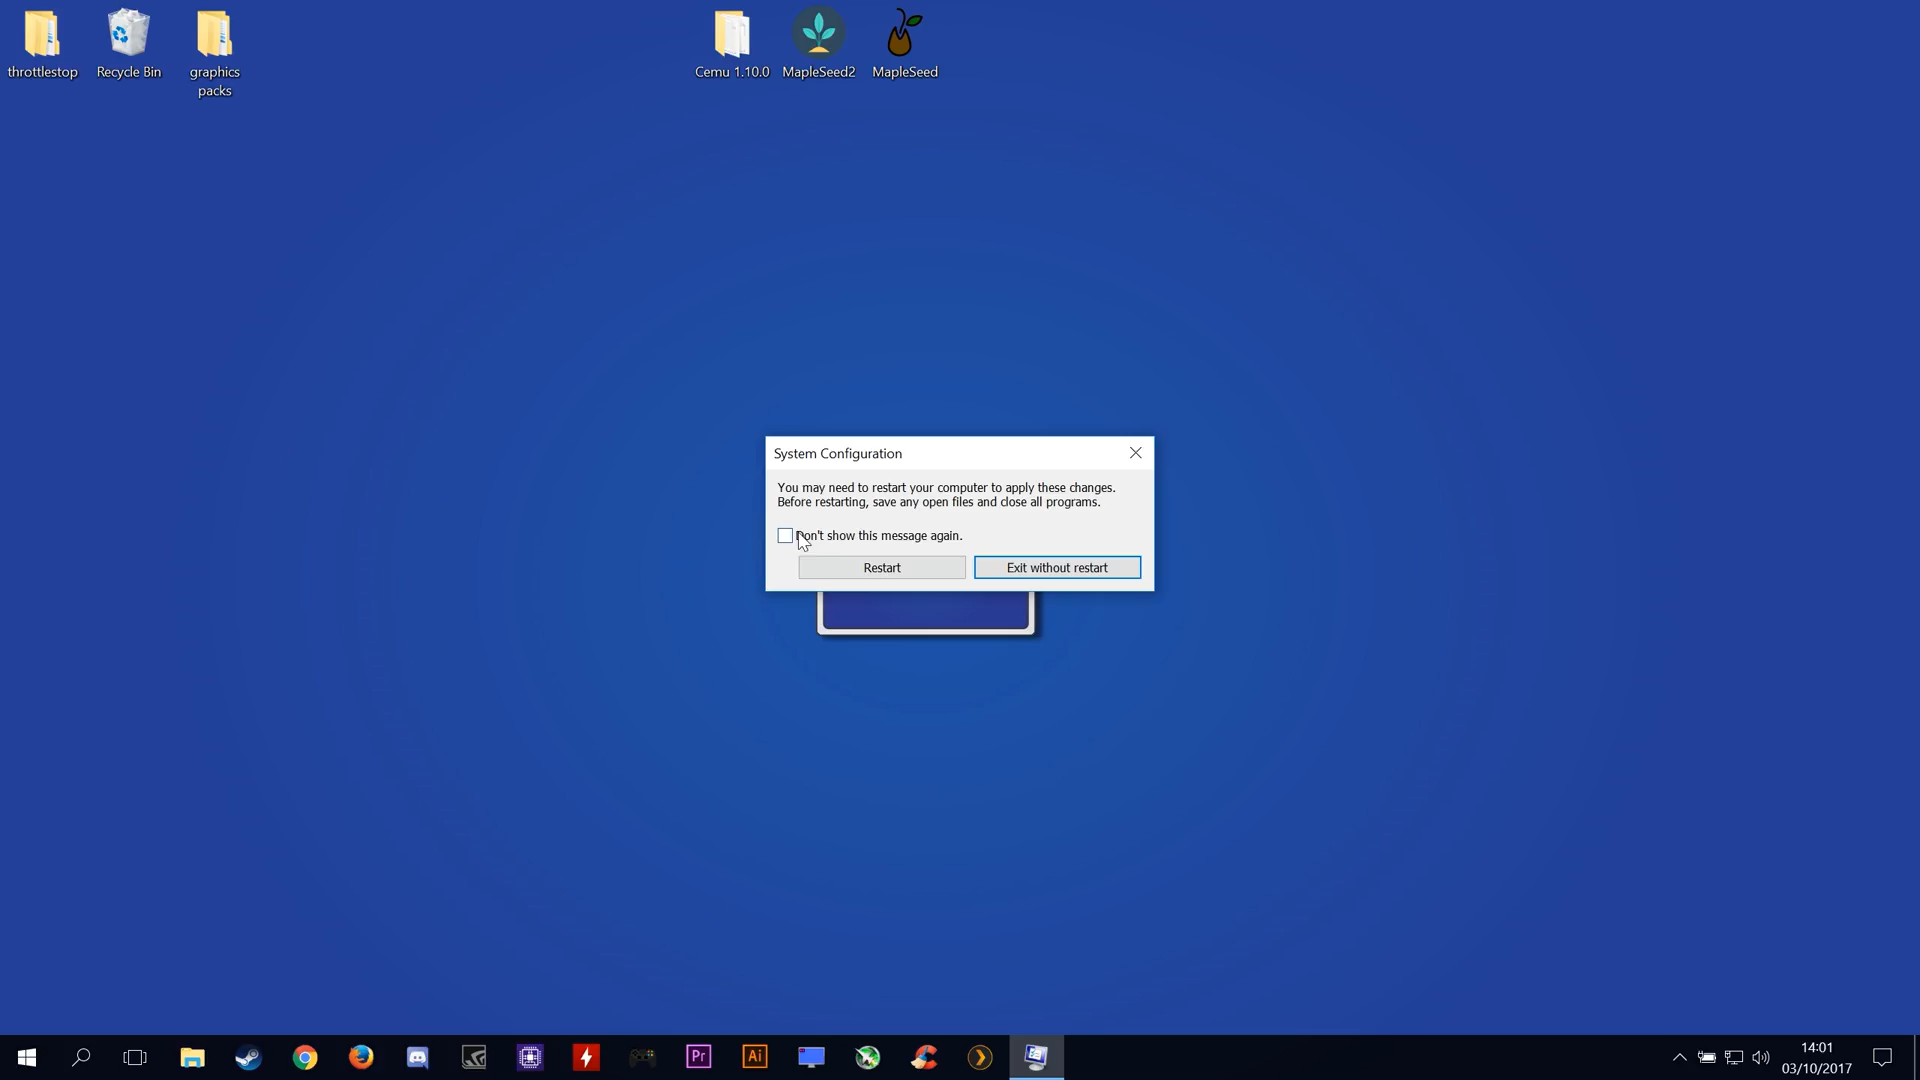 throttlestop
Recycle Bin
graphics
packs
Cemu 1.10.0
MapleSeed2
MapleSeed
System Configuration
You may need to restart your computer to apply these changes.
Before restarting, save any open files and close all programs.
Don't show this message again.
Restart
Exit without restart
Pr
Ai
14:01
03/10/2017